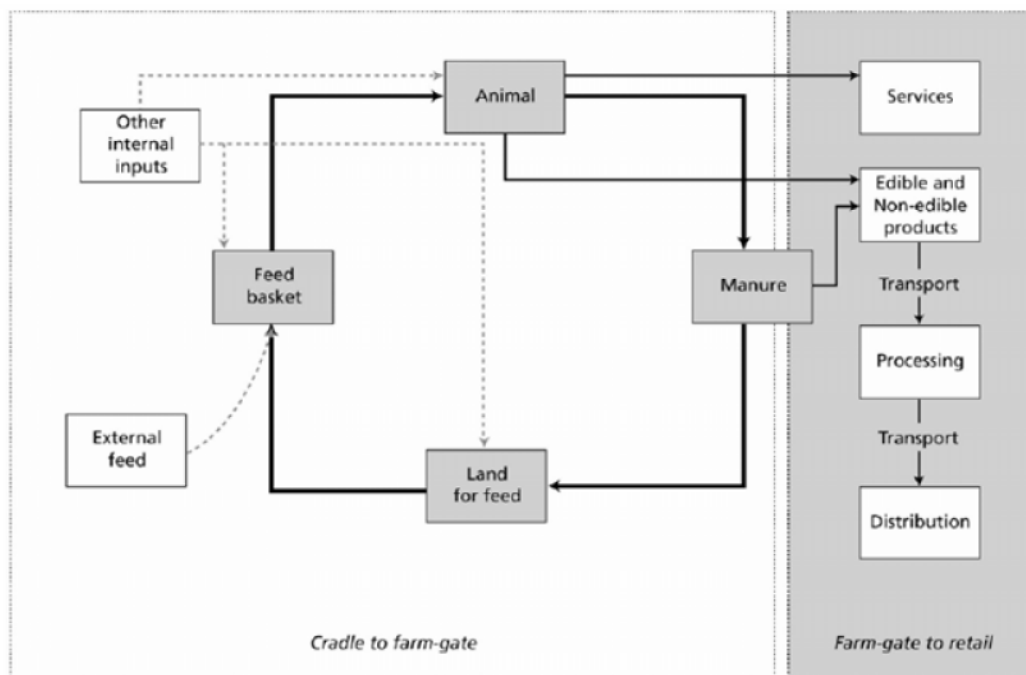 Animal
Services
Other
internal
inputs
Edible and
Non-edible
products
Feed
basket
Manure
Transport
Processing
External
feed
Transport
Land
for feed
Distribution
Cradle to farm-gate
Farm-gate to retail